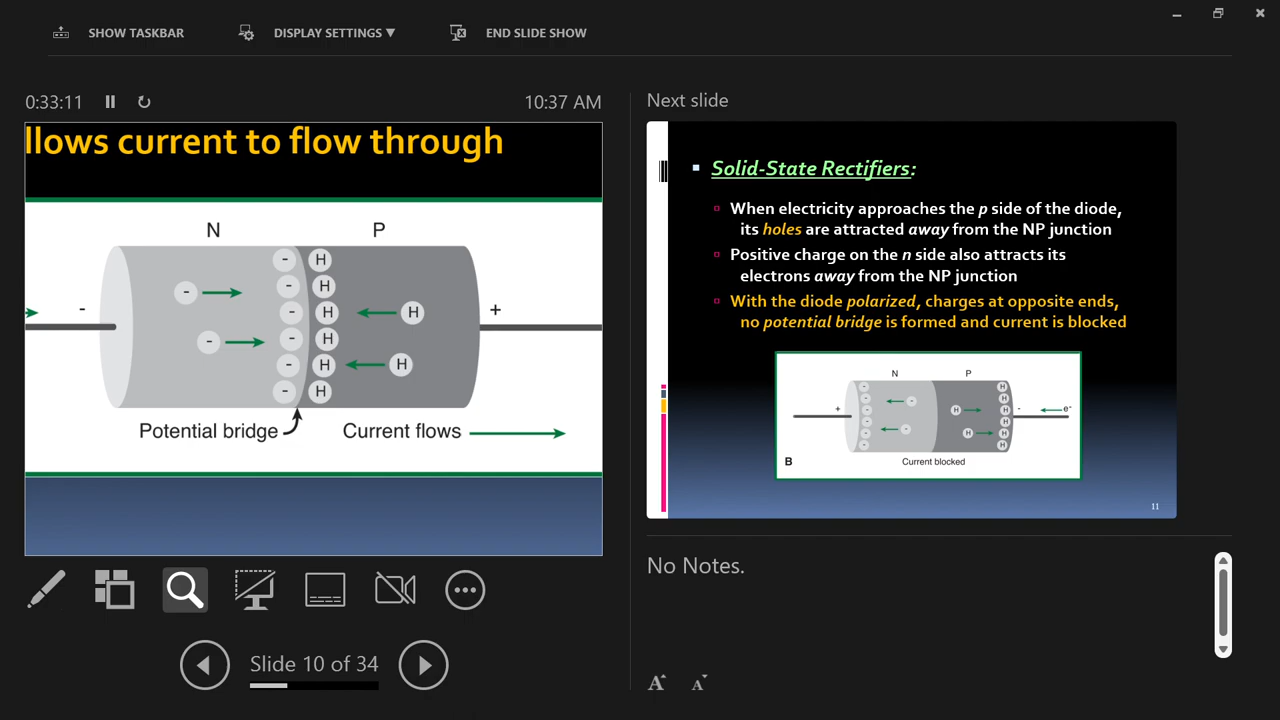 SHOW TASKBAR
DISPLAY SETTINGS ▼
END SLIDE SHOW
0:33:11
10:37 AM
llows current to flow through
N
P
-
H
-
H
-
-
H
-
+
-
H
H
-
H
-
-
H
H
-
H
Potential bridge
Current flows
Next slide
Solid-State Rectifiers:
When electricity approaches the p side of the diode,
its holes are attracted away from the NP junction
Positive charge on the n side also attracts its
electrons away from the NP junction
With the diode polarized, charges at opposite ends,
no potential bridge is formed and current is blocked
N
P
+
-
-
-
-
-
-
-
-
H
H
H
H
H
H
H
H
-
e-
B
Current blocked
11
No Notes.
Slide 10 of 34
A
A